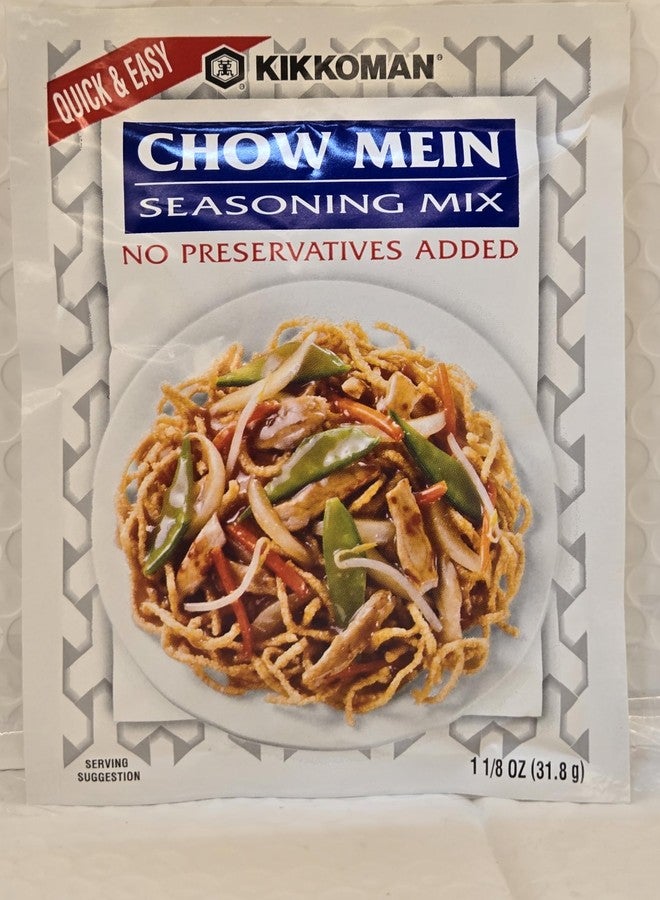 QUICK & EASY
KIKKOMAN®
CHOW MEIN
SEASONING MIX
NO PRESERVATIVES ADDED
SERVING
SUGGESTION
1 1/8 OZ (31.8 g)